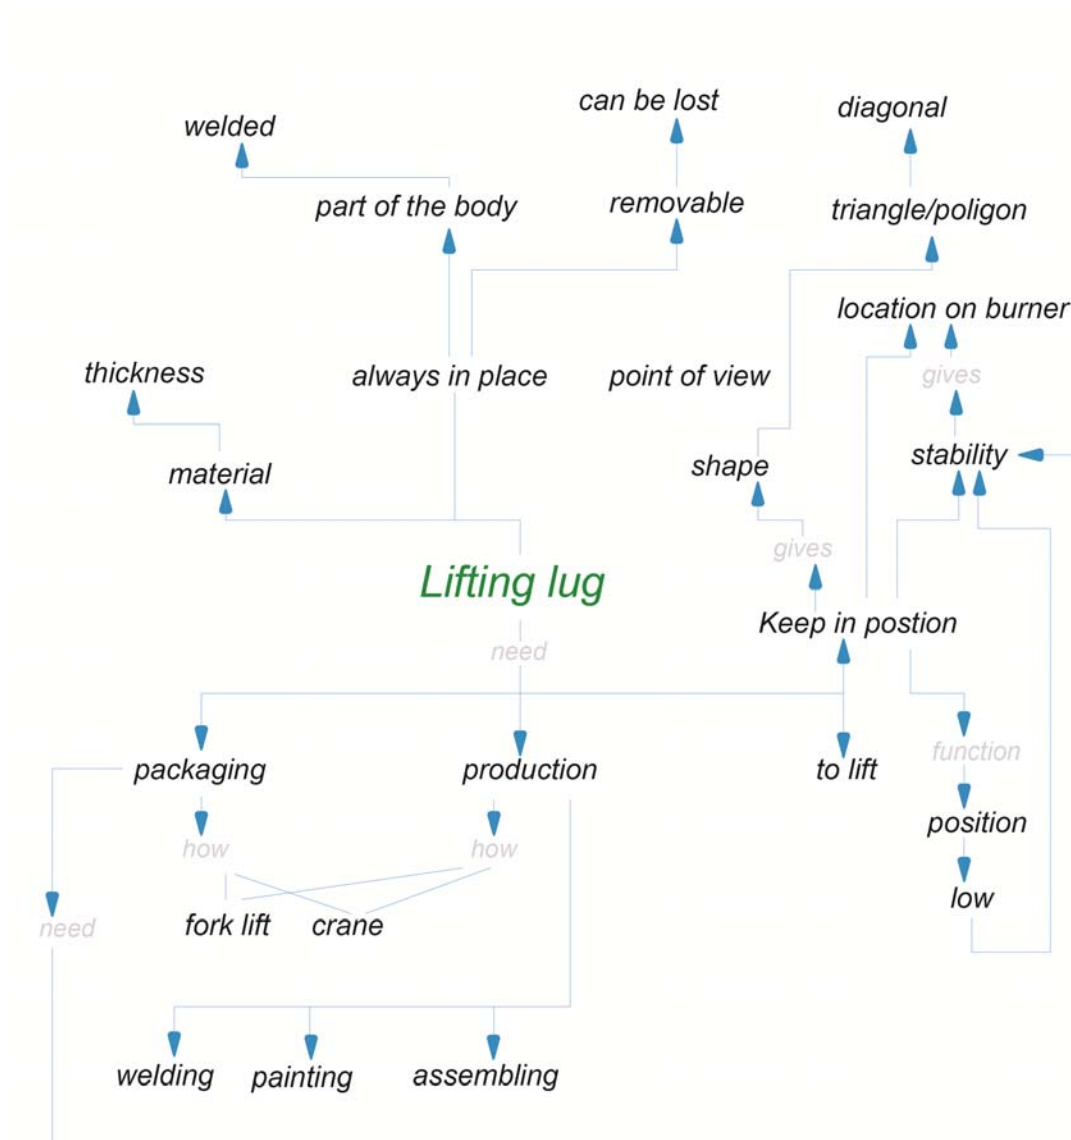 can be lost
diagonal
welded
removable
part of the body
triangle/poligon
location on burner
thickness
always in place
point of view
gives
stability
shape
material
gives
Lifting lug
Keep in postion
need
function
packaging
production
to lift
position
how
how
low
fork lift
crane
need
welding
painting
assembling